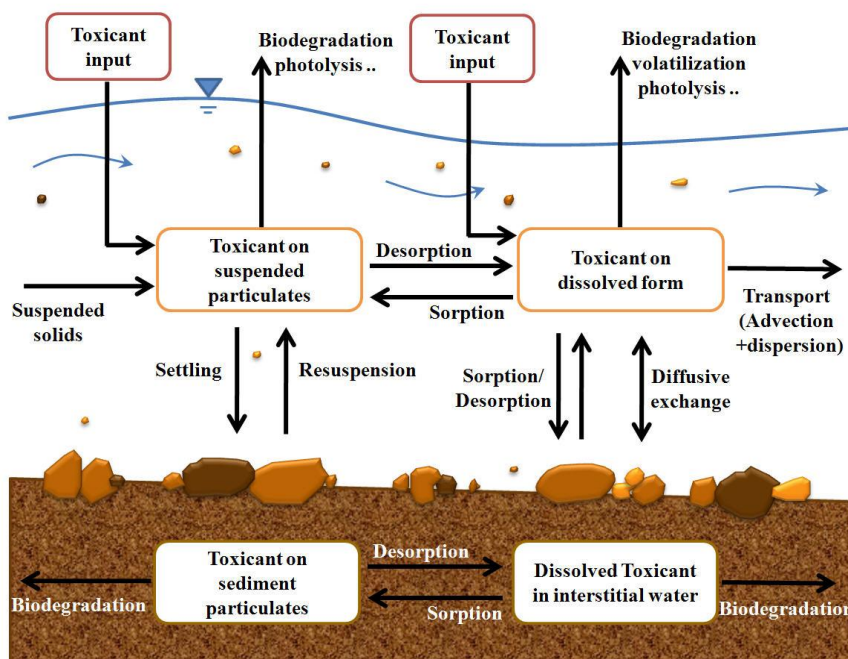 Toxicant
input
Biodegradation
photolysis ..
Toxicant
input
Biodegradation
volatilization
photolysis ..
Toxicant on
suspended
particulates
Desorption
Sorption
Toxicant on
dissolved form
Suspended
solids
Transport
(Advection
+dispersion)
Settling
Resuspension
Sorption/
Desorption
Diffusive
exchange
Toxicant on
sediment
particulates
Desorption
Sorption
Dissolved Toxicant
in interstitial water
Biodegradation
Biodegradation